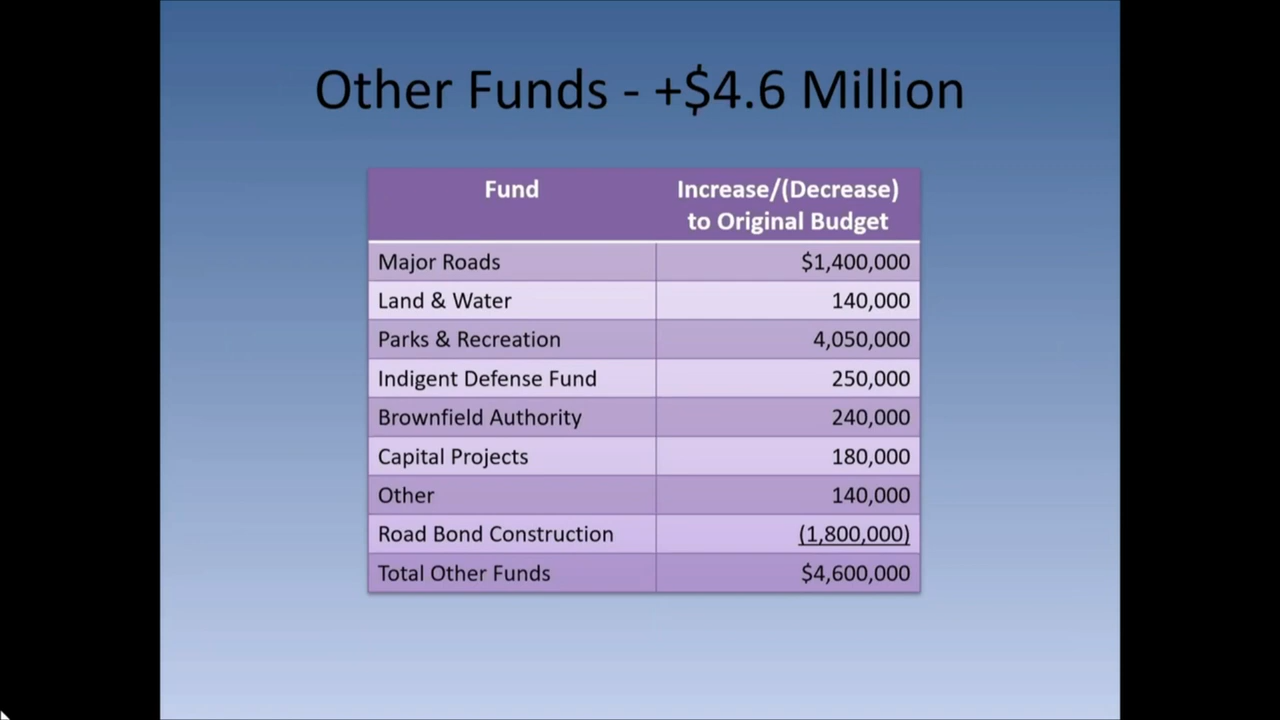 Other Funds - +$4.6 Million
Fund Increase/(Decrease)
to Original Budget
Major Roads $1,400,000
Land & Water 140,000
Parks & Recreation 4,050,000
Indigent Defense Fund 250,000
Brownfield Authority 240,000
Capital Projects 180,000
Other 140,000
Road Bond Construction (1,800,000)
Total Other Funds $4,600,000